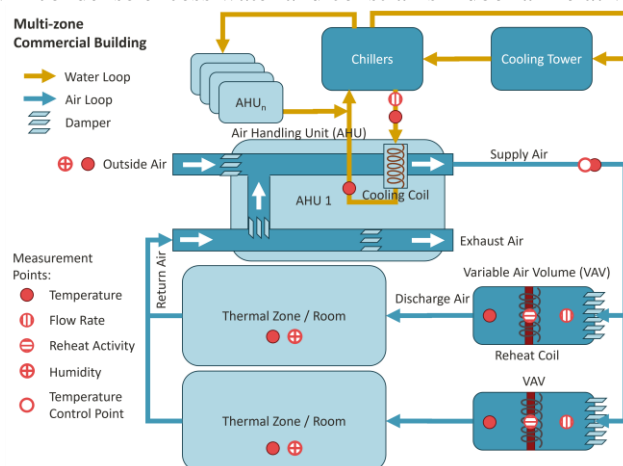 Multi-zone
Commercial Building
Water Loop
Air Loop
Damper
AHUn
Chillers
Cooling Tower
Air Handling Unit (AHU)
Outside Air
Supply Air
Cooling Coil
AHU 1
Exhaust Air
Return Air
Measurement
Points:
Temperature
Flow Rate
Reheat Activity
Humidity
Temperature
Control Point
Variable Air Volume (VAV)
Discharge Air
Thermal Zone / Room
Reheat Coil
VAV
Thermal Zone / Room